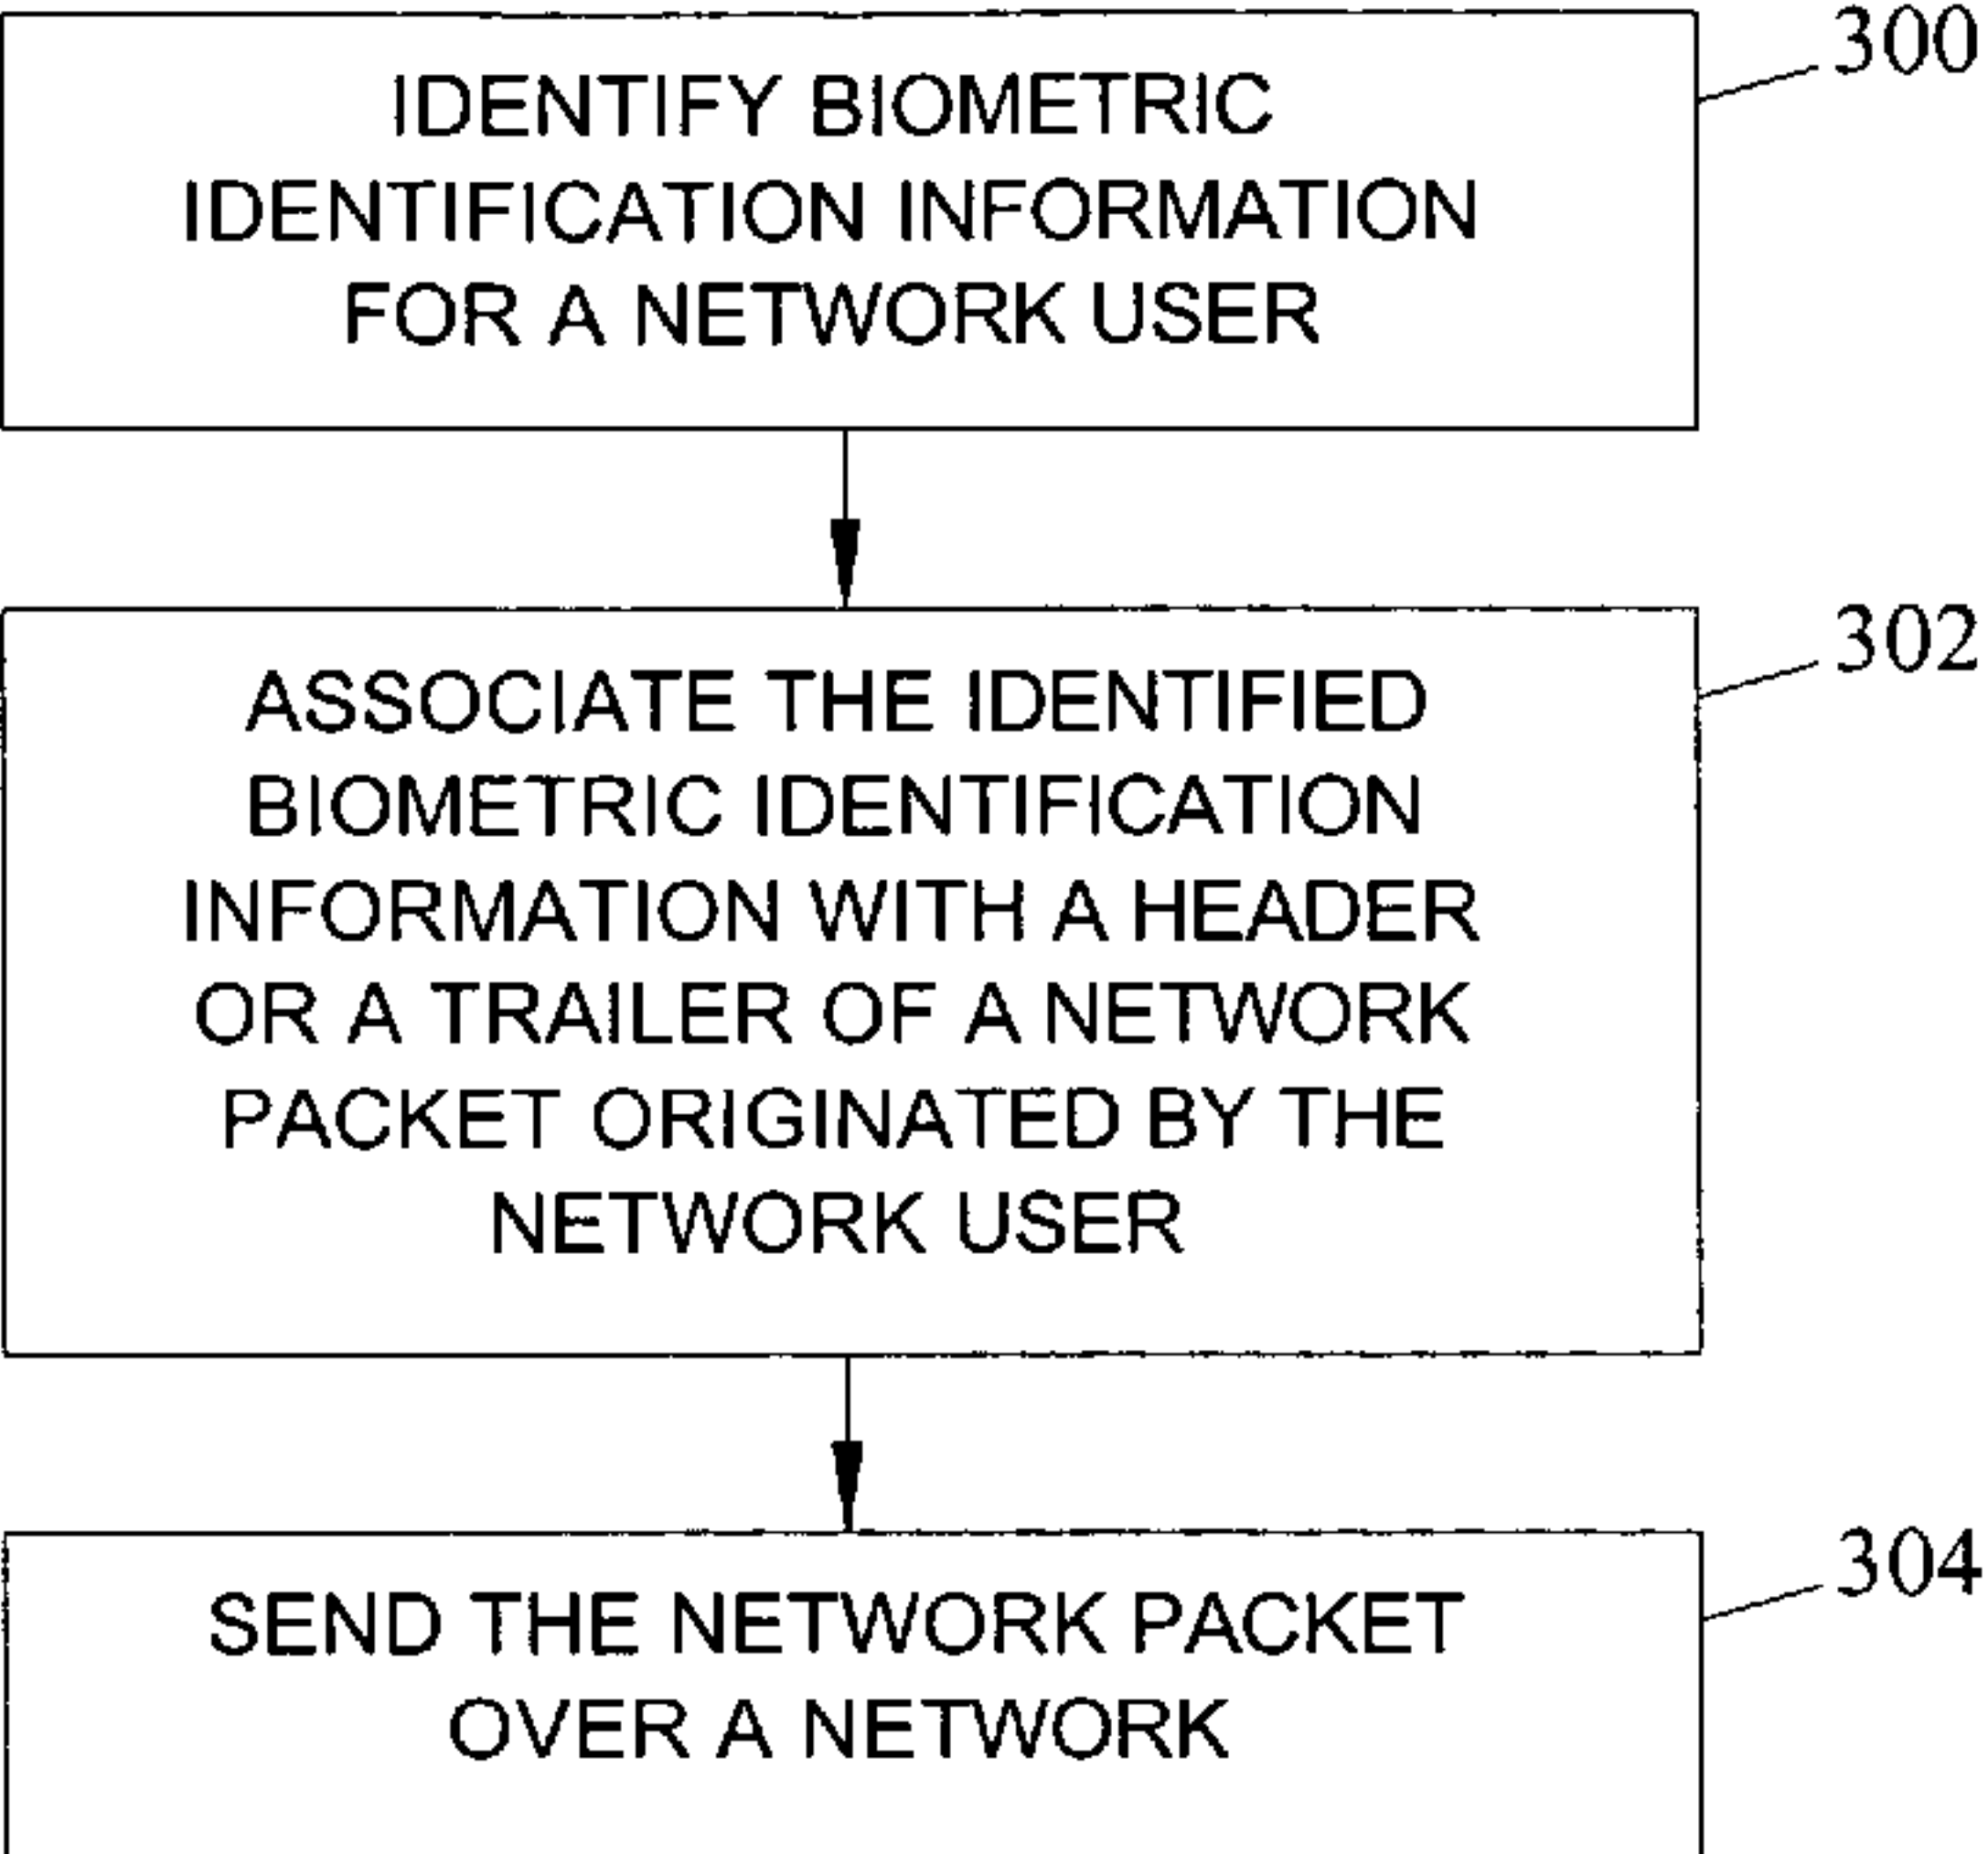 300
IDENTIFY BIOMETRIC
IDENTIFICATION INFORMATION
FOR A NETWORK USER
302
ASSOCIATE THE IDENTIFIED
BIOMETRIC IDENTIFICATION
INFORMATION WITH A HEADER
OR A TRAILER OF A NETWORK
PACKET ORIGINATED BY THE
NETWORK USER
304
SEND THE NETWORK PACKET
OVER A NETWORK